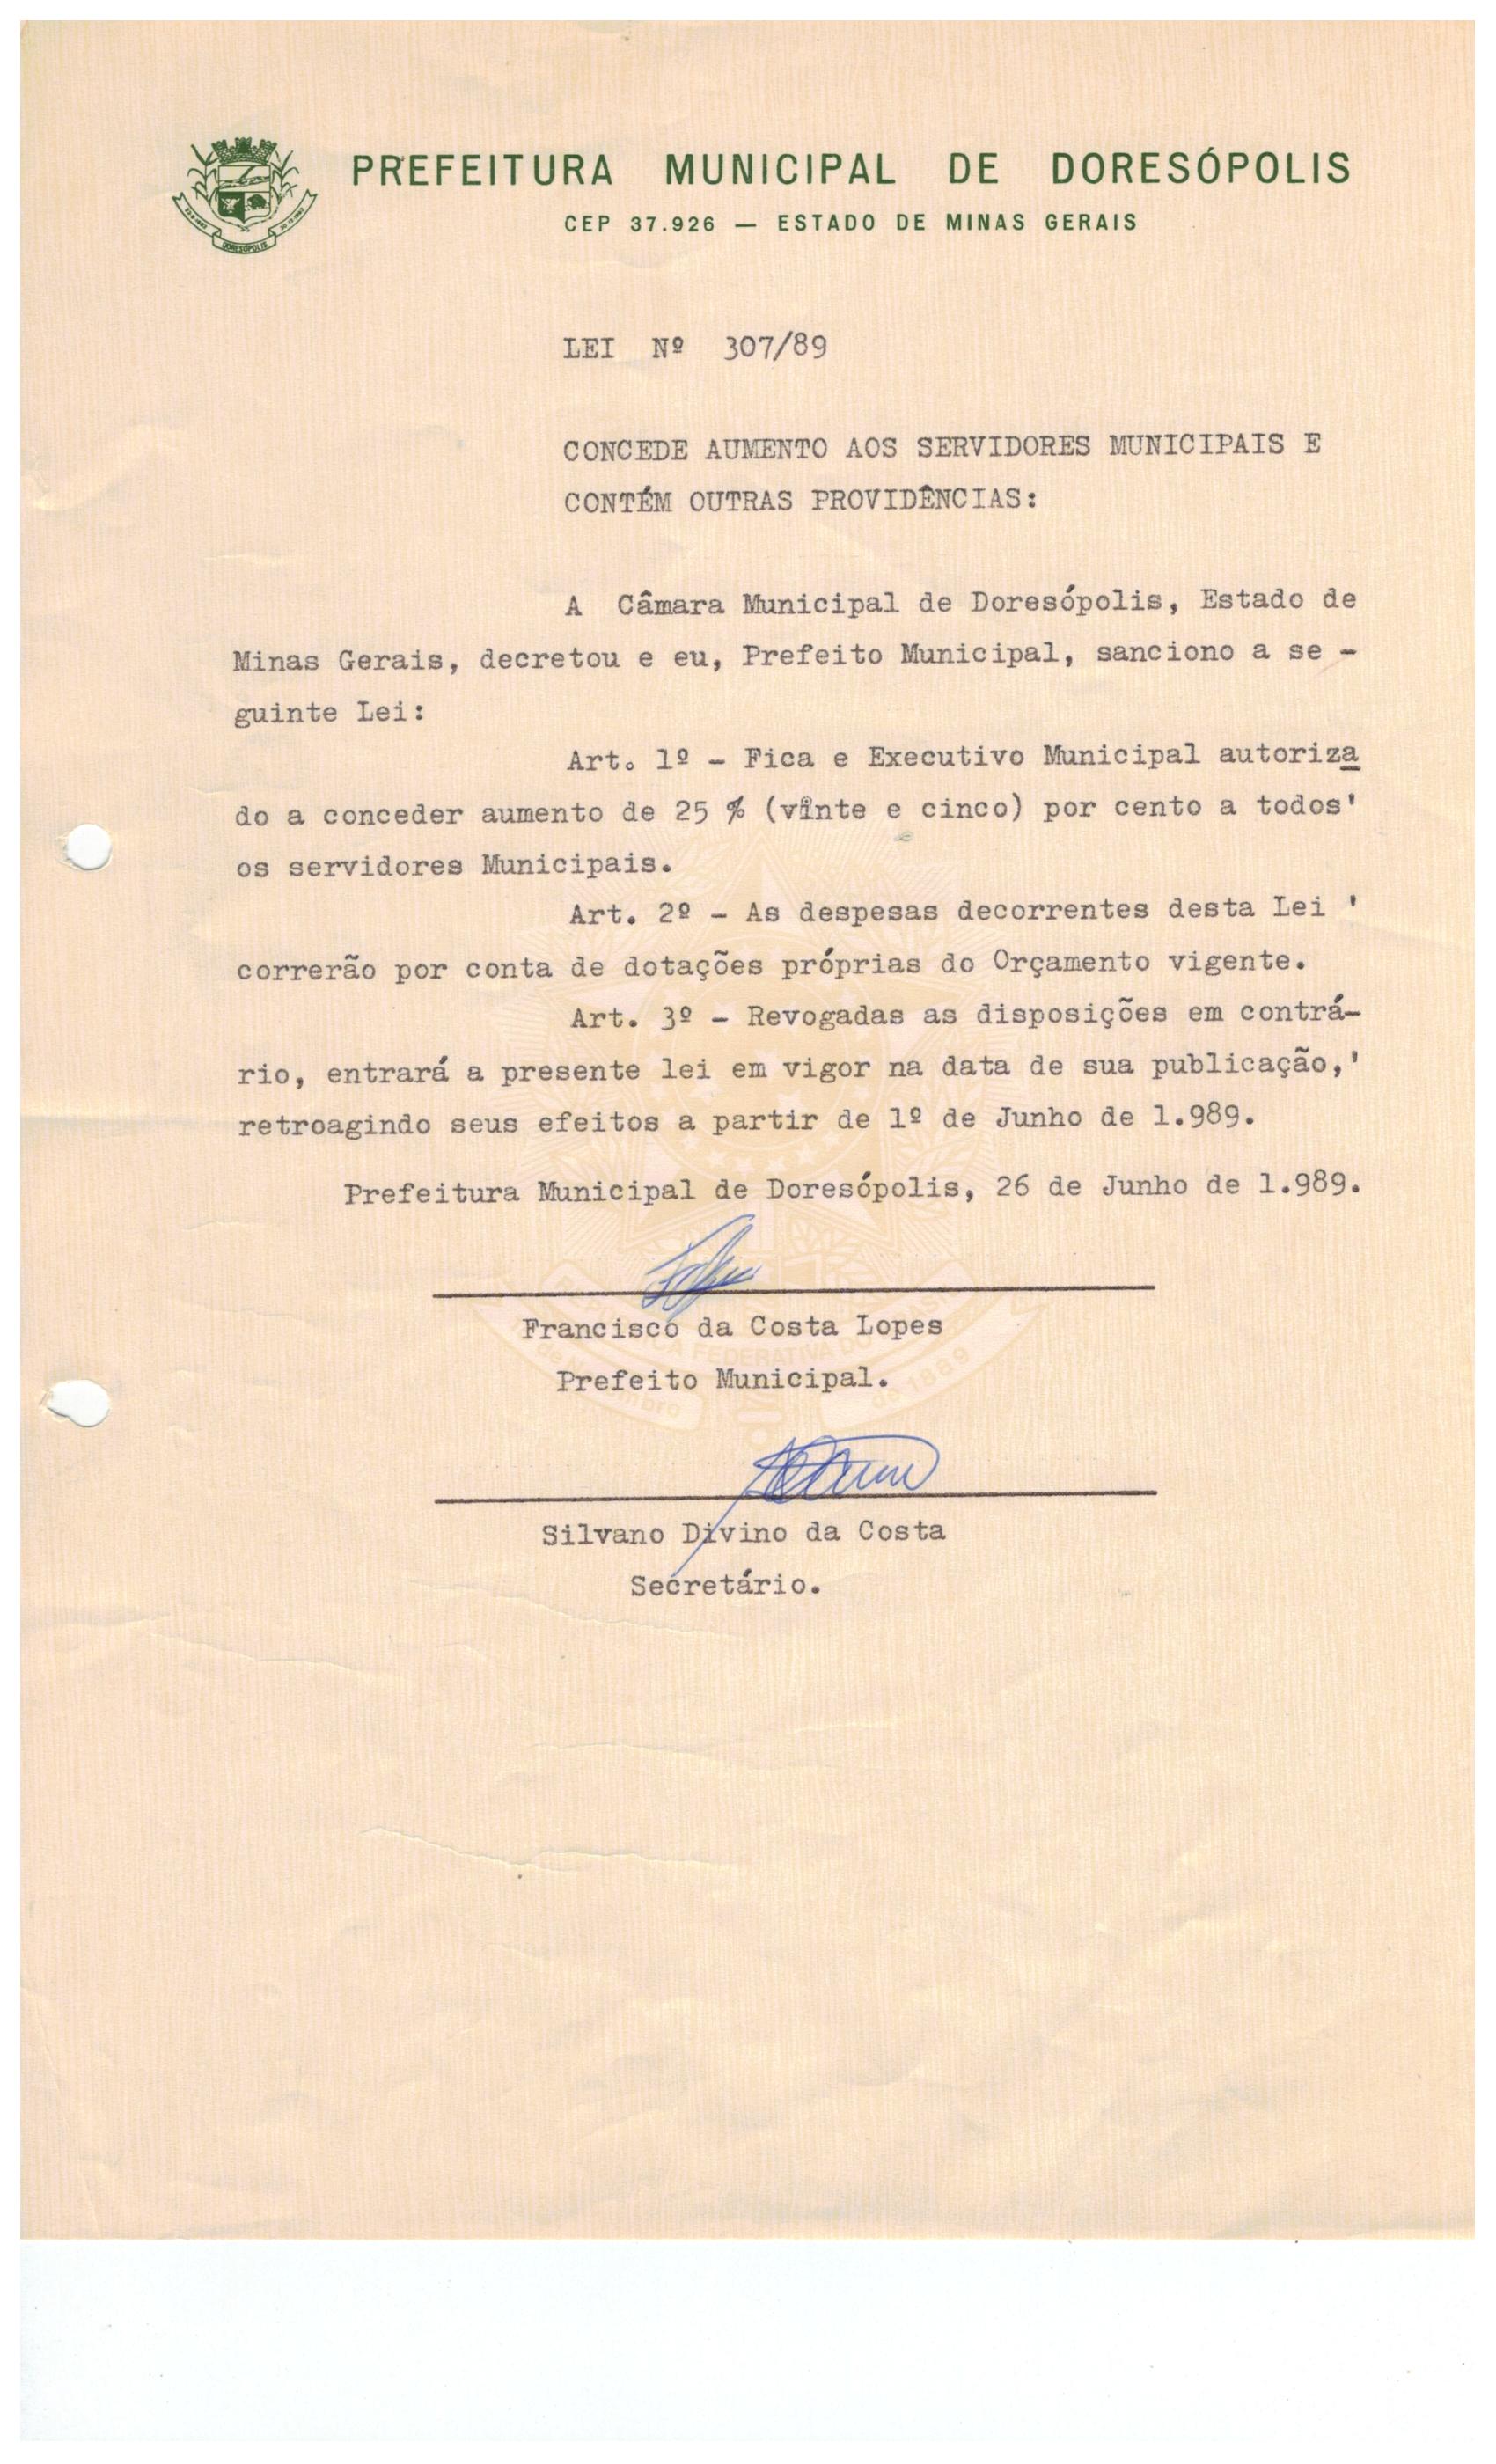 PREFEITURA MUNICIPAL DE DORESÓPOLIS
CEP 37.926 — ESTADO DE MINAS GERAIS
DORESÓPOLIS
LEI Nº 307/89
CONCEDE AUMENTO AOS SERVIDORES MUNICIPAIS E
CONTÉM OUTRAS PROVIDÊNCIAS:
A Câmara Municipal de Doresópolis, Estado de
Minas Gerais, decretou e eu, Prefeito Municipal, sanciono a se -
guinte Lei:
Art. 1º - Fica e Executivo Municipal autoriza
do a conceder aumento de 25 % (vinte e cinco) por cento a todos'
os servidores Municipais.
Art. 2º - As despesas decorrentes desta Lei '
correrão por conta de dotações próprias do Orçamento vigente.
Art. 3º - Revogadas as disposições em contrá-
rio, entrará a presente lei em vigor na data de sua publicação,'
retroagindo seus efeitos a partir de 1º de Junho de 1.989.
Prefeitura Municipal de Doresópolis, 26 de Junho de 1.989.
Francisco da Costa Lopes
Prefeito Municipal.
Silvano Divino da Costa
Secretário.